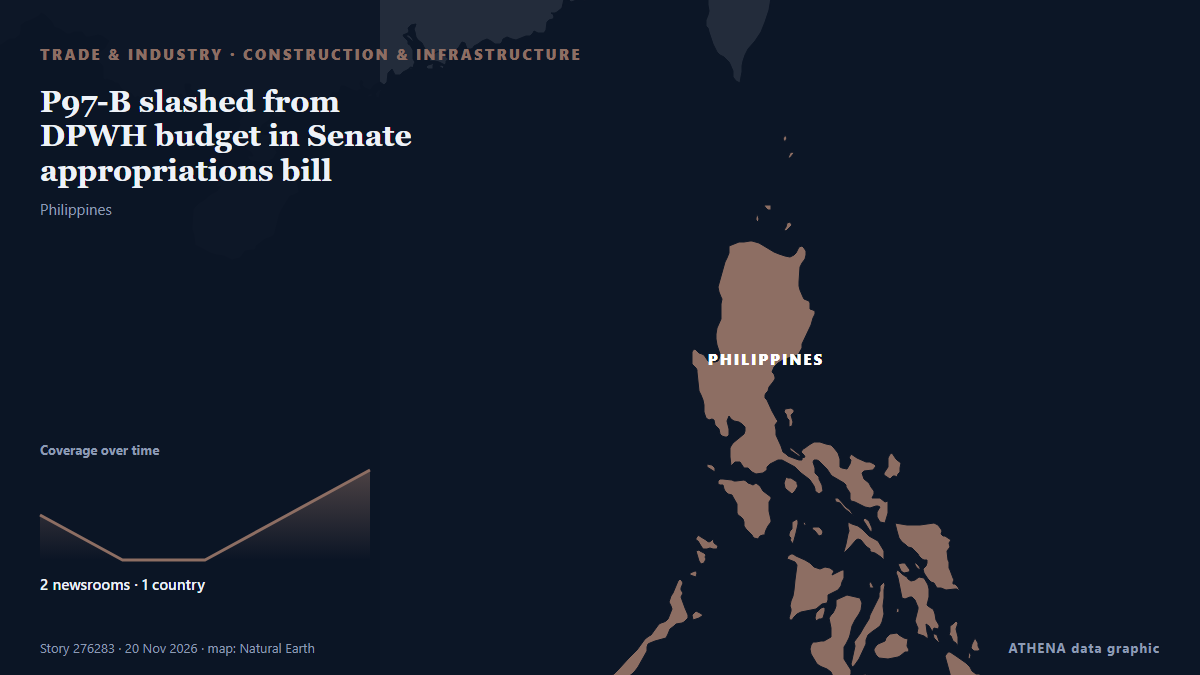 TRADE & INDUSTRY · CONSTRUCTION & INFRASTRUCTURE
P97-B slashed from
DPWH budget in Senate
appropriations bill
Philippines
PHILIPPINES
Coverage over time
2 newsrooms · 1 country
Story 276283 · 20 Nov 2026 · map: Natural Earth
ATHENA data graphic